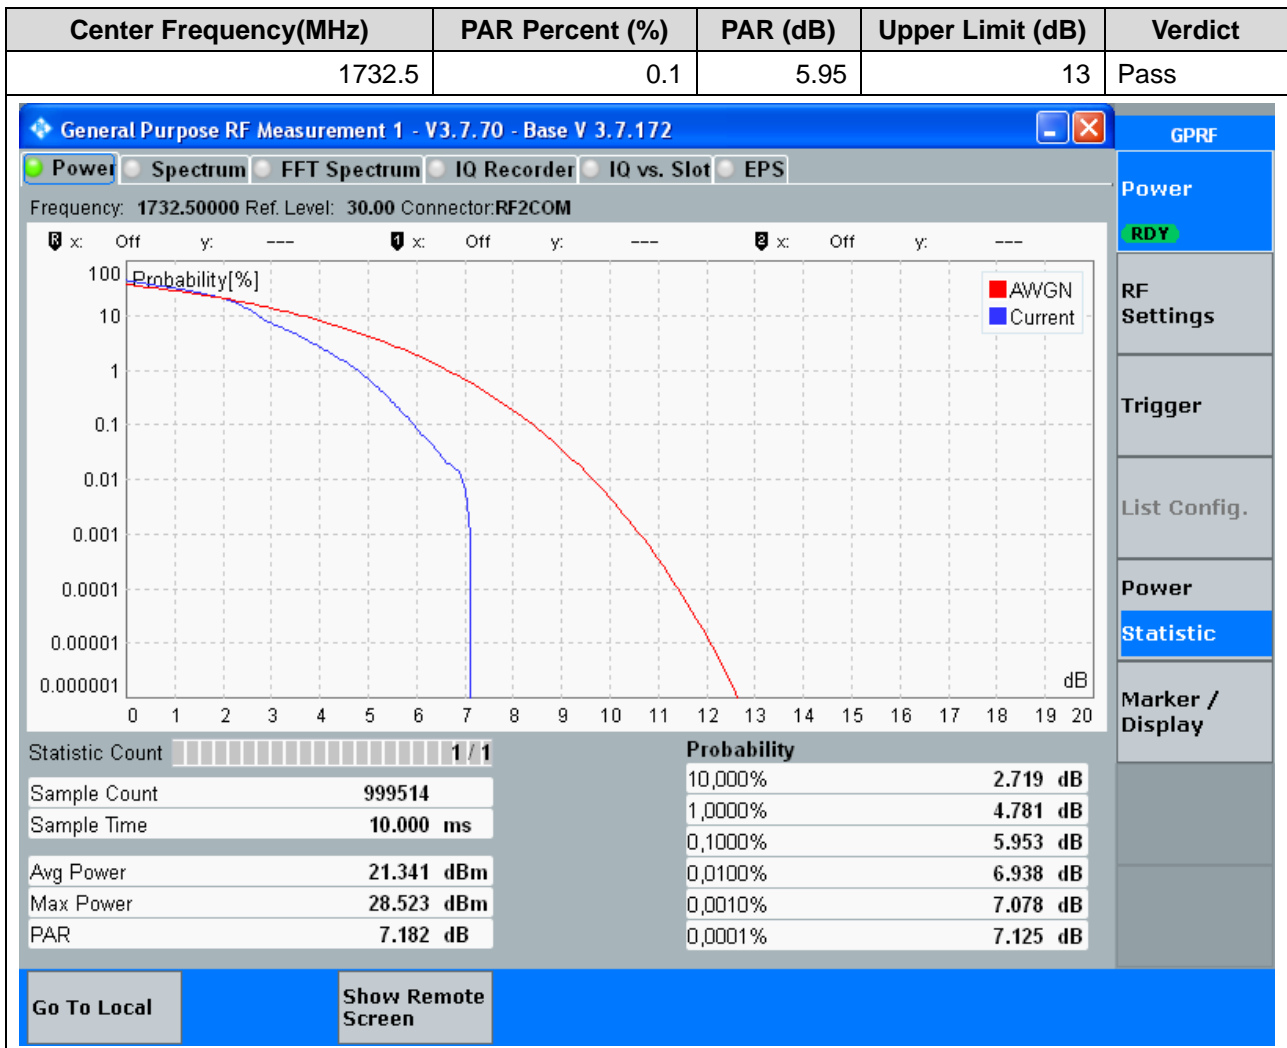 Center Frequency(MHz) PAR Percent (%) PAR (dB) Upper Limit (dB) Verdict
1732.5 0.1 5.95 13 Pass
General Purpose RF Measurement 1 - V3.7.70 - Base V 3.7.172
GPRF
Power Spectrum FFT Spectrum IQ Recorder IQ vs. Slot EPS
Frequency: 1732.50000 Ref. Level: 30.00 Connector:RF2COM
R x: Off y: --- 1 x: Off y: --- 2 x: Off y: ---
Probability[%]
AWGN
Current
100
10
1
0.1
0.01
0.001
0.0001
0.00001
0.000001
dB
0 1 2 3 4 5 6 7 8 9 10 11 12 13 14 15 16 17 18 19 20
Statistic Count 1 / 1
Sample Count 999514
Sample Time 10.000 ms
Avg Power 21.341 dBm
Max Power 28.523 dBm
PAR 7.182 dB
Probability
10,000% 2.719 dB
1,0000% 4.781 dB
0,1000% 5.953 dB
0,0100% 6.938 dB
0,0010% 7.078 dB
0,0001% 7.125 dB
Power
RDY
RF
Settings
Trigger
List Config.
Power
Statistic
Marker /
Display
Go To Local
Show Remote
Screen